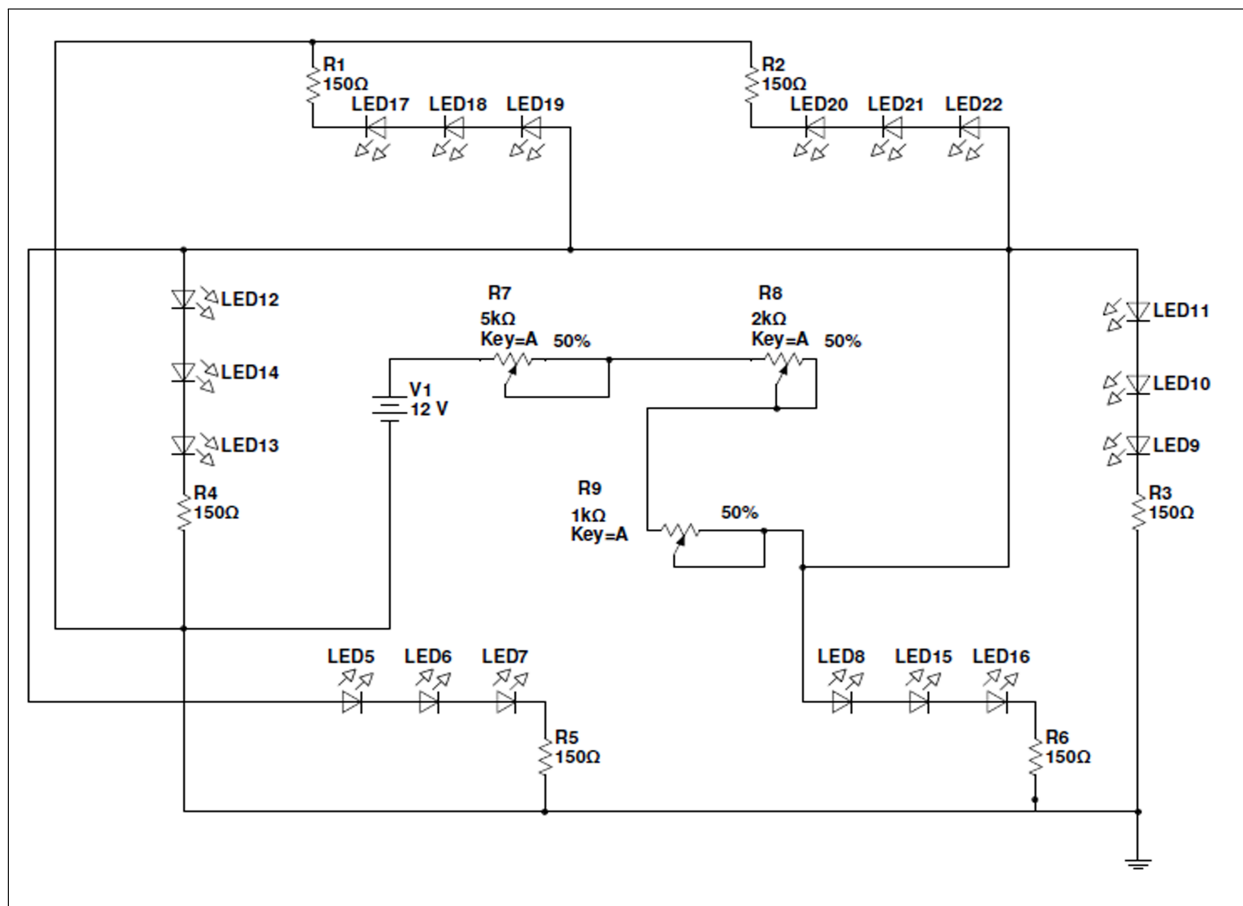 R1
150Ω
LED17 LED18 LED19
R2
150Ω
LED20 LED21 LED22
LED12
LED14
LED13
R4
150Ω
R7
5kΩ
Key=A
50%
R8
2kΩ
Key=A
50%
V1
12 V
R9
1kΩ
Key=A
50%
LED11
LED10
LED9
R3
150Ω
LED5 LED6 LED7
R5
150Ω
LED8 LED15 LED16
R6
150Ω